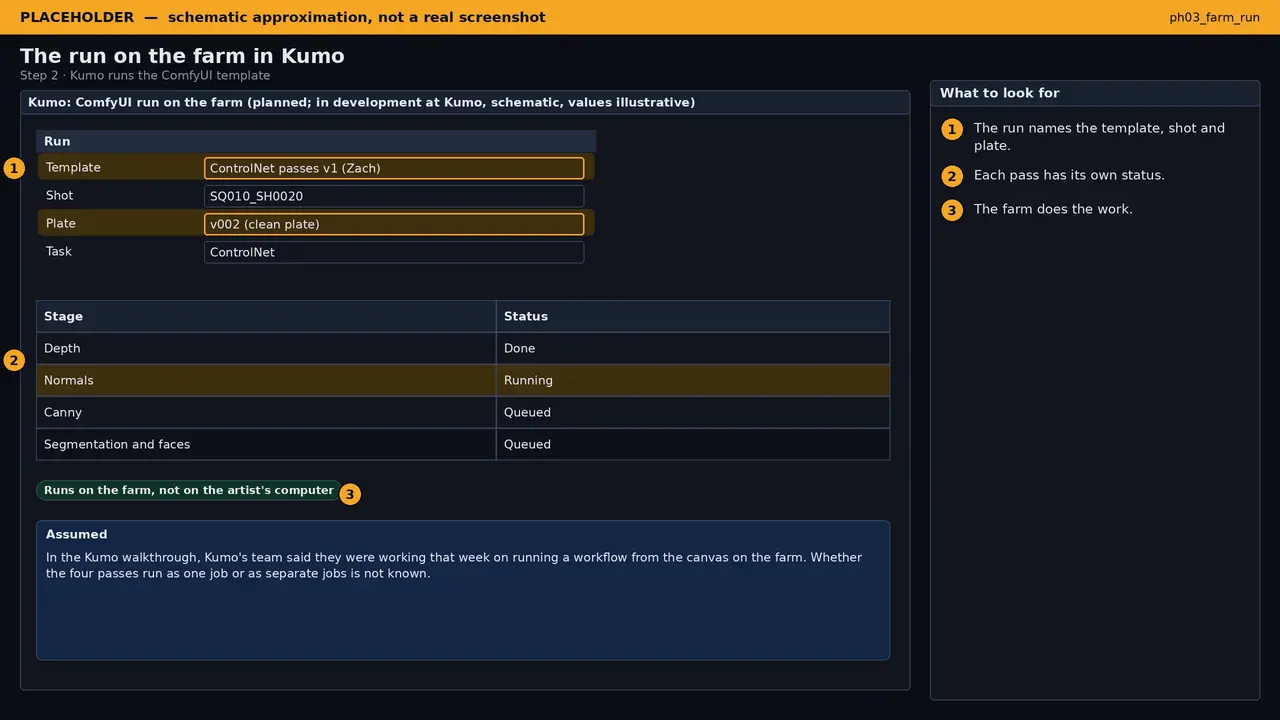 PLACEHOLDER — schematic approximation, not a real screenshot
ph03_farm_run
The run on the farm in Kumo
Step 2 · Kumo runs the ComfyUI template
Kumo: ComfyUI run on the farm (planned; in development at Kumo, schematic, values illustrative)
Run
1
Template ControlNet passes v1 (Zach)
Shot SQ010_SH0020
Plate v002 (clean plate)
Task ControlNet
Stage Status
2
Depth Done
Normals Running
Canny Queued
Segmentation and faces Queued
Runs on the farm, not on the artist's computer 3
Assumed
In the Kumo walkthrough, Kumo's team said they were working that week on running a workflow from the canvas on the farm. Whether
the four passes run as one job or as separate jobs is not known.
What to look for
1 The run names the template, shot and
plate.
2 Each pass has its own status.
3 The farm does the work.